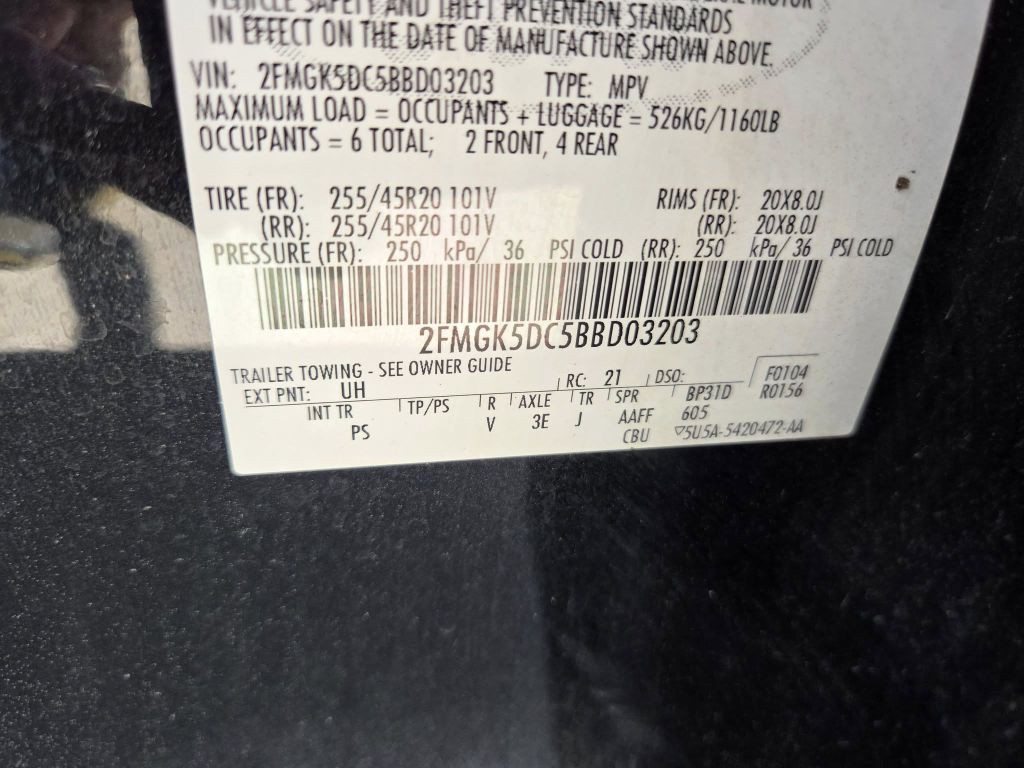 VEHICLE SAFETY AND THEFT PREVENTION STANDARDS
IN EFFECT ON THE DATE OF MANUFACTURE SHOWN ABOVE.
VIN: 2FMGK5DC5BBD03203 TYPE: MPV
MAXIMUM LOAD = OCCUPANTS + LUGGAGE = 526KG/1160LB
OCCUPANTS = 6 TOTAL; 2 FRONT, 4 REAR
TIRE (FR): 255/45R20 101V RIMS (FR): 20X8.0J
(RR): 255/45R20 101V (RR): 20X8.0J
PRESSURE (FR): 250 kPa/ 36 PSI COLD (RR): 250 kPa/ 36 PSI COLD
2FMGK5DC5BBD03203
TRAILER TOWING - SEE OWNER GUIDE
EXT PNT: UH RC: 21 DSO: F0104
INT TR TP/PS R AXLE TR SPR BP31D R0156
PS V 3E J AAFF 605
CBU ▽5U5A-5420472-AA